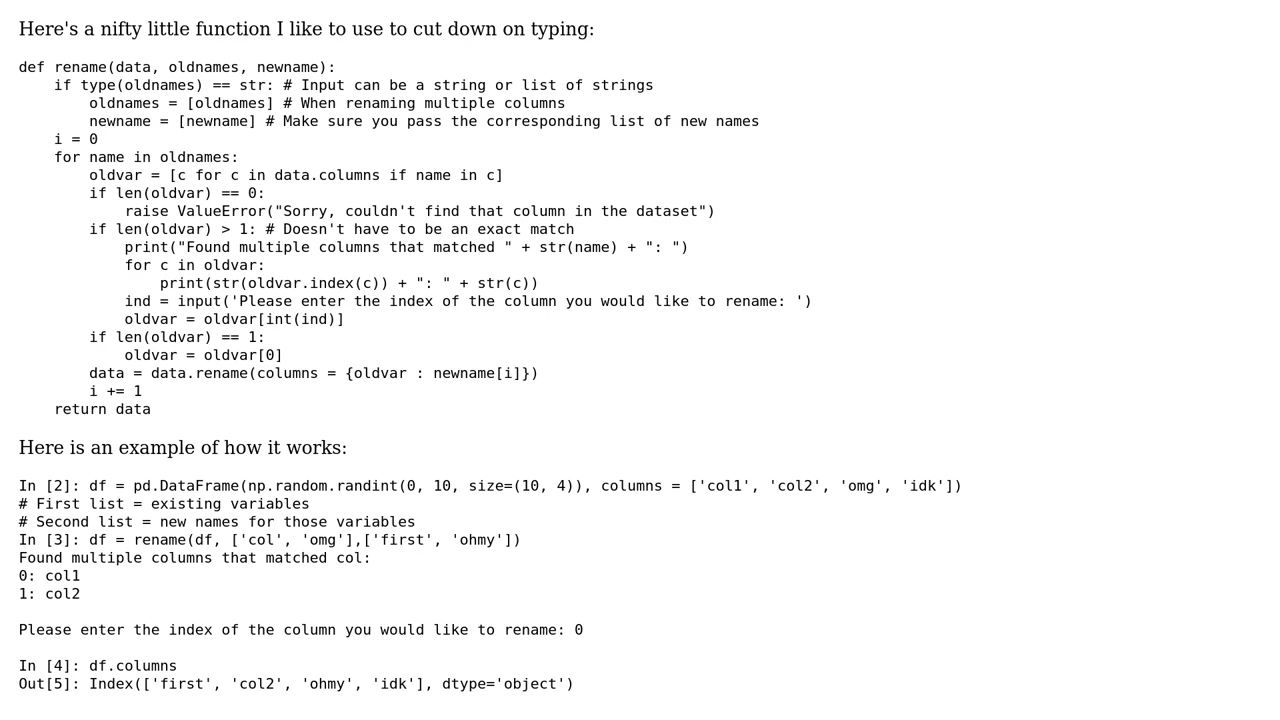 Here's a nifty little function I like to use to cut down on typing:
def rename(data, oldnames, newname):
    if type(oldnames) == str: # Input can be a string or list of strings
        oldnames = [oldnames] # When renaming multiple columns
        newname = [newname] # Make sure you pass the corresponding list of new names
    i = 0
    for name in oldnames:
        oldvar = [c for c in data.columns if name in c]
        if len(oldvar) == 0:
            raise ValueError("Sorry, couldn't find that column in the dataset")
        if len(oldvar) > 1: # Doesn't have to be an exact match
            print("Found multiple columns that matched " + str(name) + ": ")
            for c in oldvar:
                print(str(oldvar.index(c)) + ": " + str(c))
            ind = input('Please enter the index of the column you would like to rename: ')
            oldvar = oldvar[int(ind)]
        if len(oldvar) == 1:
            oldvar = oldvar[0]
        data = data.rename(columns = {oldvar : newname[i]})
        i += 1
    return data
Here is an example of how it works:
In [2]: df = pd.DataFrame(np.random.randint(0, 10, size=(10, 4)), columns = ['col1', 'col2', 'omg', 'idk'])
# First list = existing variables
# Second list = new names for those variables
In [3]: df = rename(df, ['col', 'omg'],['first', 'ohmy'])
Found multiple columns that matched col:
0: col1
1: col2
Please enter the index of the column you would like to rename: 0
In [4]: df.columns
Out[5]: Index(['first', 'col2', 'ohmy', 'idk'], dtype='object')